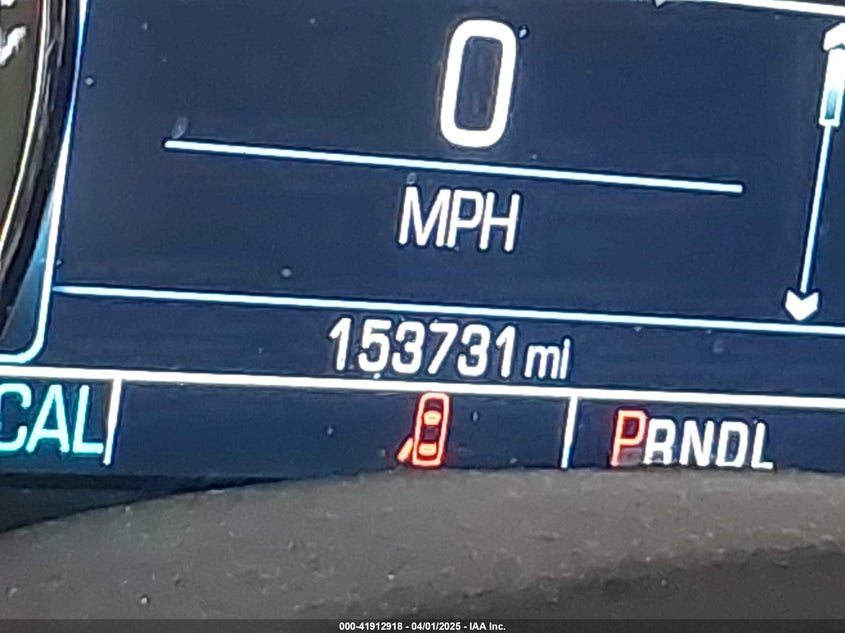 0
MPH
153731 mi
CAL
PRNDL
000-41912918 - 04/01/2025 - IAA Inc.